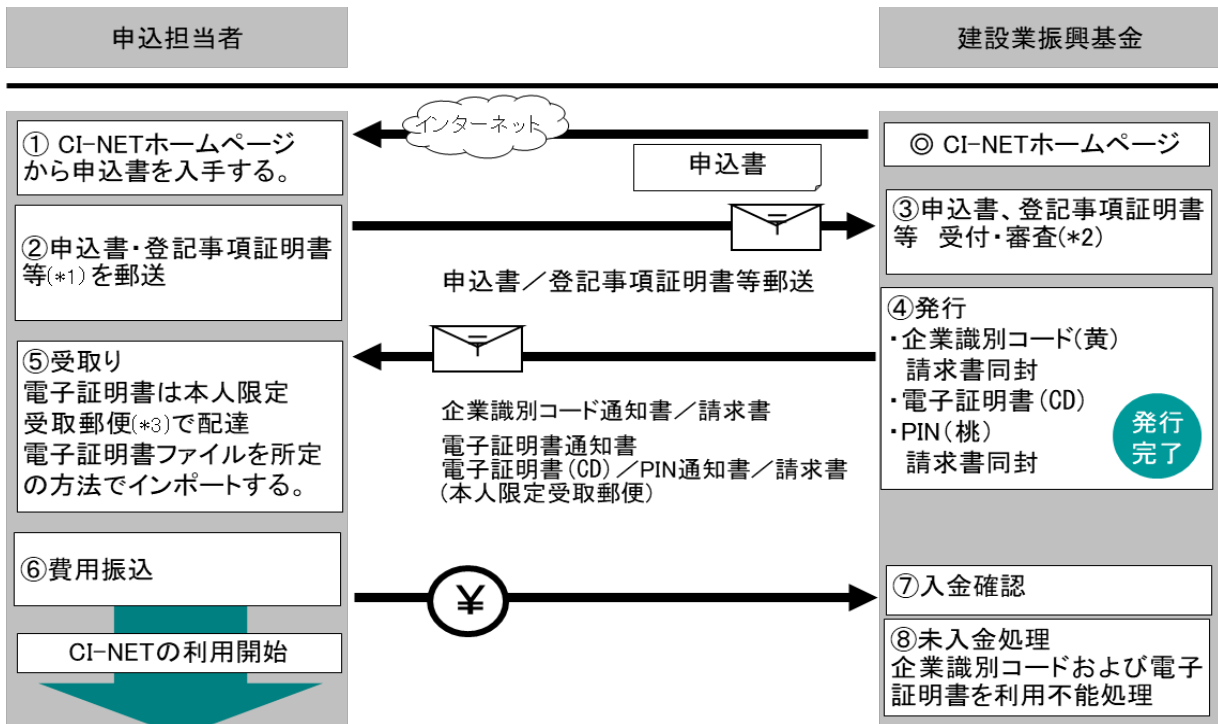 申込担当者
建設業振興基金
インターネット
① CI-NETホームページ
から申込書を入手する。
申込書
◎ CI-NETホームページ
②申込書・登記事項証明書
等(*1)を郵送
申込書／登記事項証明書等郵送
③申込書、登記事項証明書
等　受付・審査(*2)
④発行
・企業識別コード(黄)
請求書同封
・電子証明書(CD)
・PIN(桃)
請求書同封
発行
完了
⑤受取り
電子証明書は本人限定
受取郵便(*3)で配達
電子証明書ファイルを所定
の方法でインポートする。
企業識別コード通知書／請求書
電子証明書通知書
電子証明書(CD)／PIN通知書／請求書
(本人限定受取郵便)
⑥費用振込
¥
⑦入金確認
CI-NETの利用開始
⑧未入金処理
企業識別コードおよび電子
証明書を利用不能処理